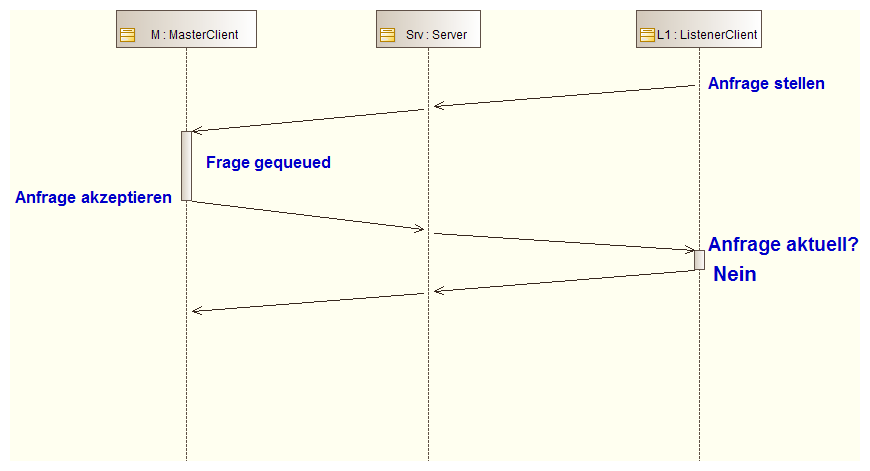 M : MasterClient
Srv : Server
L1 : ListenerClient
Anfrage stellen
Frage gequeued
Anfrage akzeptieren
Anfrage aktuell?
Nein